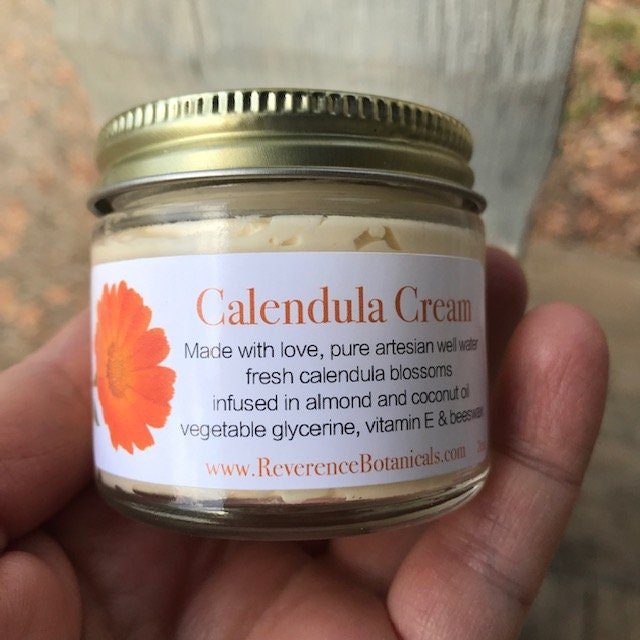 Calendula Cream
Made with love, pure artesian well water
fresh calendula blossoms
infused in almond and coconut oil
vegetable glycerine, vitamin E & beeswax
www.ReverenceBotanicals.com